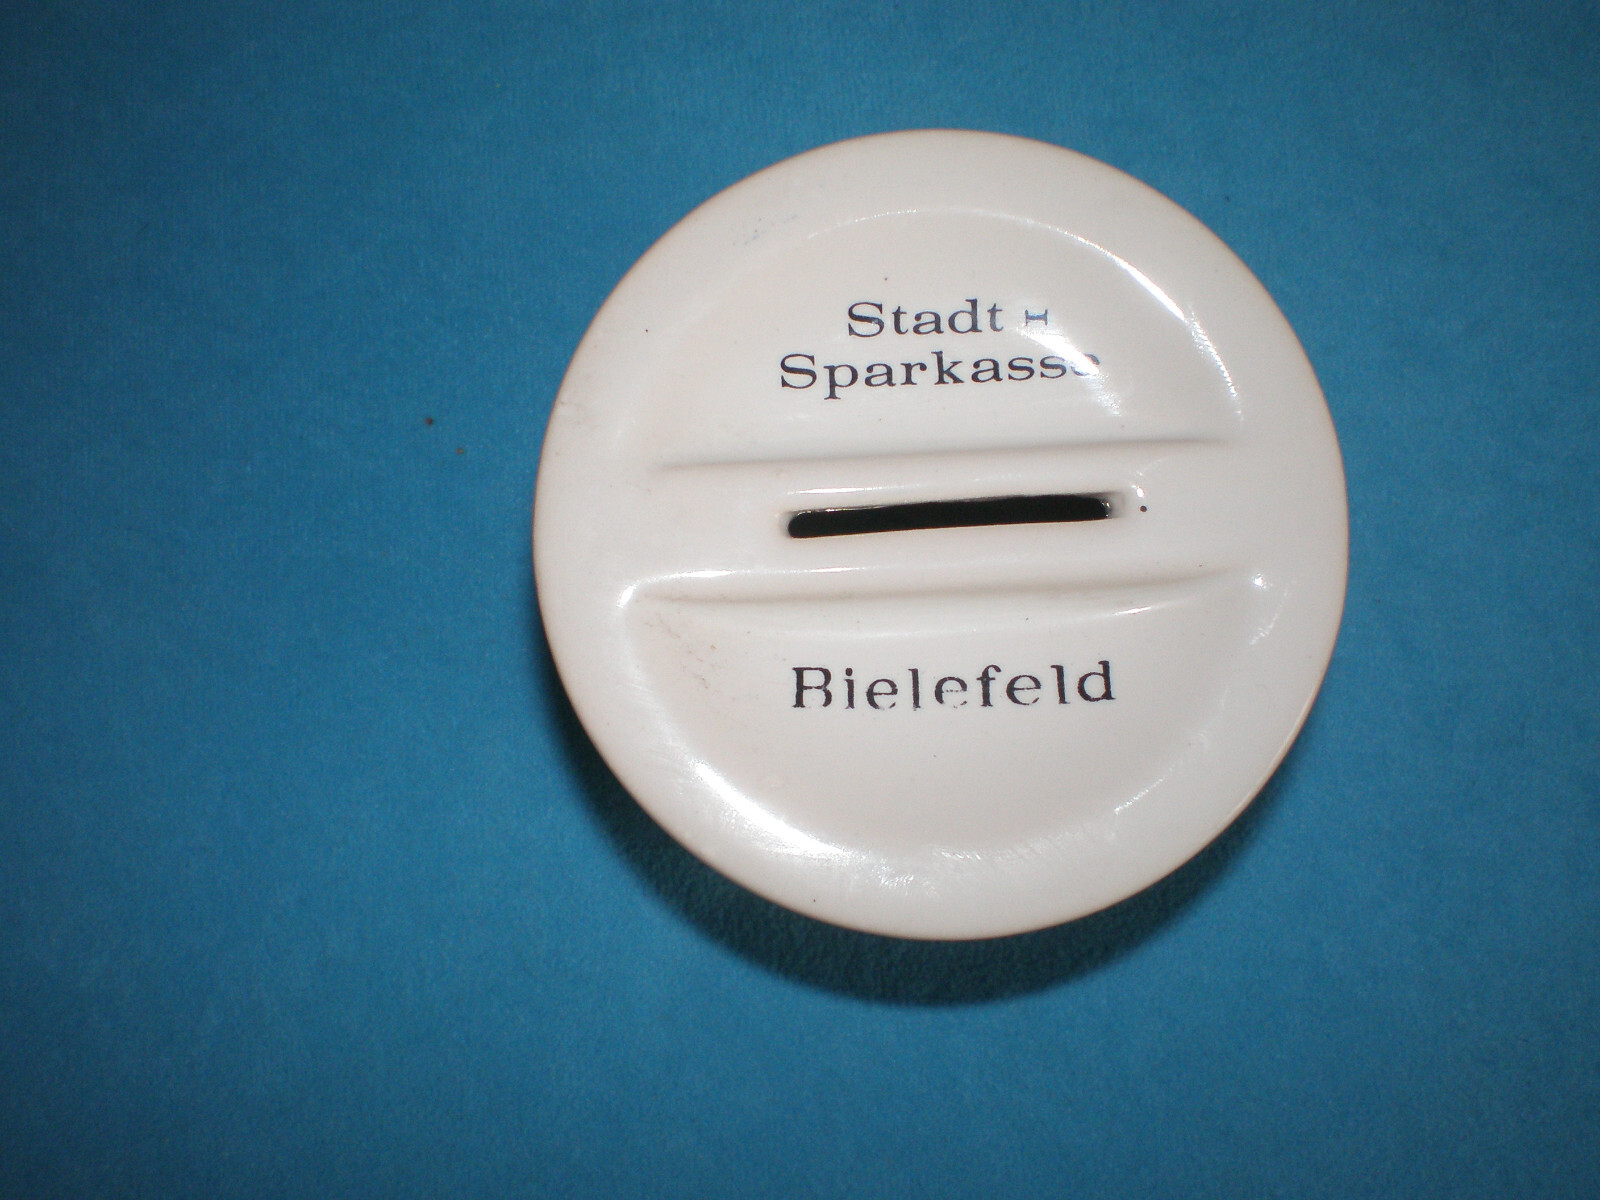 Stadt-
Sparkasse
Bielefeld